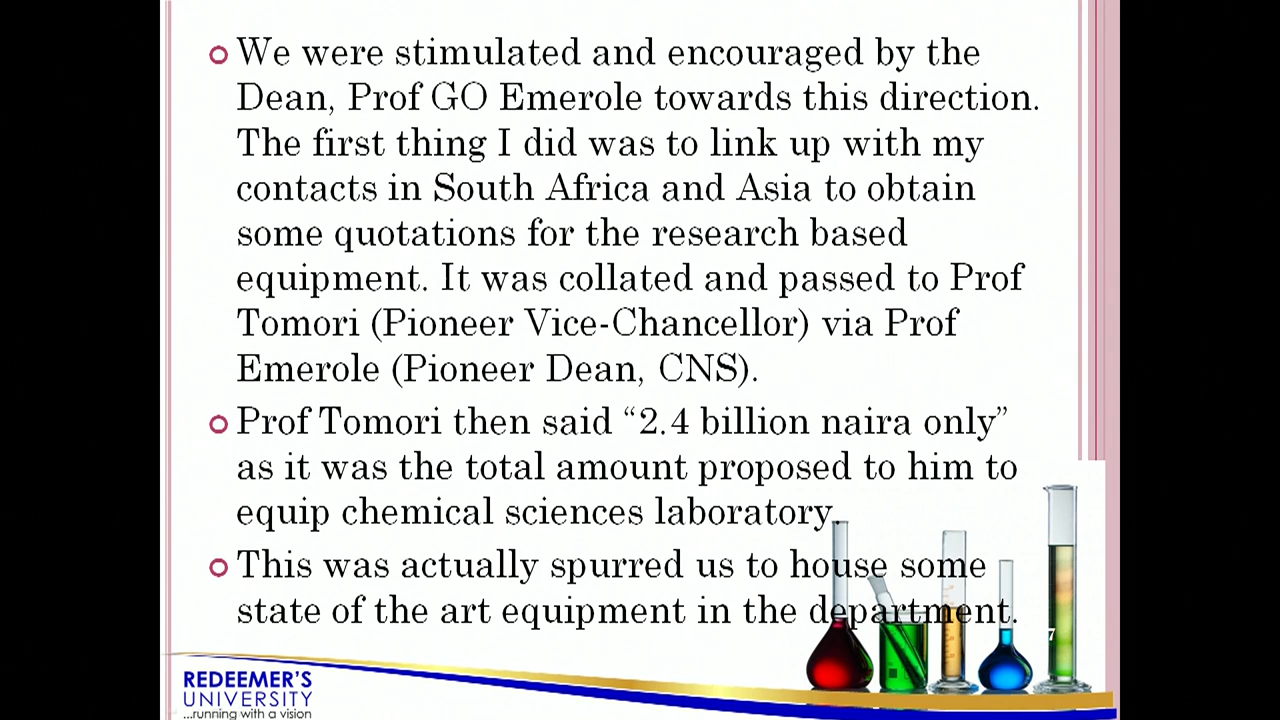 We were stimulated and encouraged by the
Dean, Prof GO Emerole towards this direction.
The first thing I did was to link up with my
contacts in South Africa and Asia to obtain
some quotations for the research based
equipment. It was collated and passed to Prof
Tomori (Pioneer Vice-Chancellor) via Prof
Emerole (Pioneer Dean, CNS).
Prof Tomori then said “2.4 billion naira only”
as it was the total amount proposed to him to
equip chemical sciences laboratory.
This was actually spurred us to house some
state of the art equipment in the department.
7
REDEEMER'S
UNIVERSITY
...running with a vision